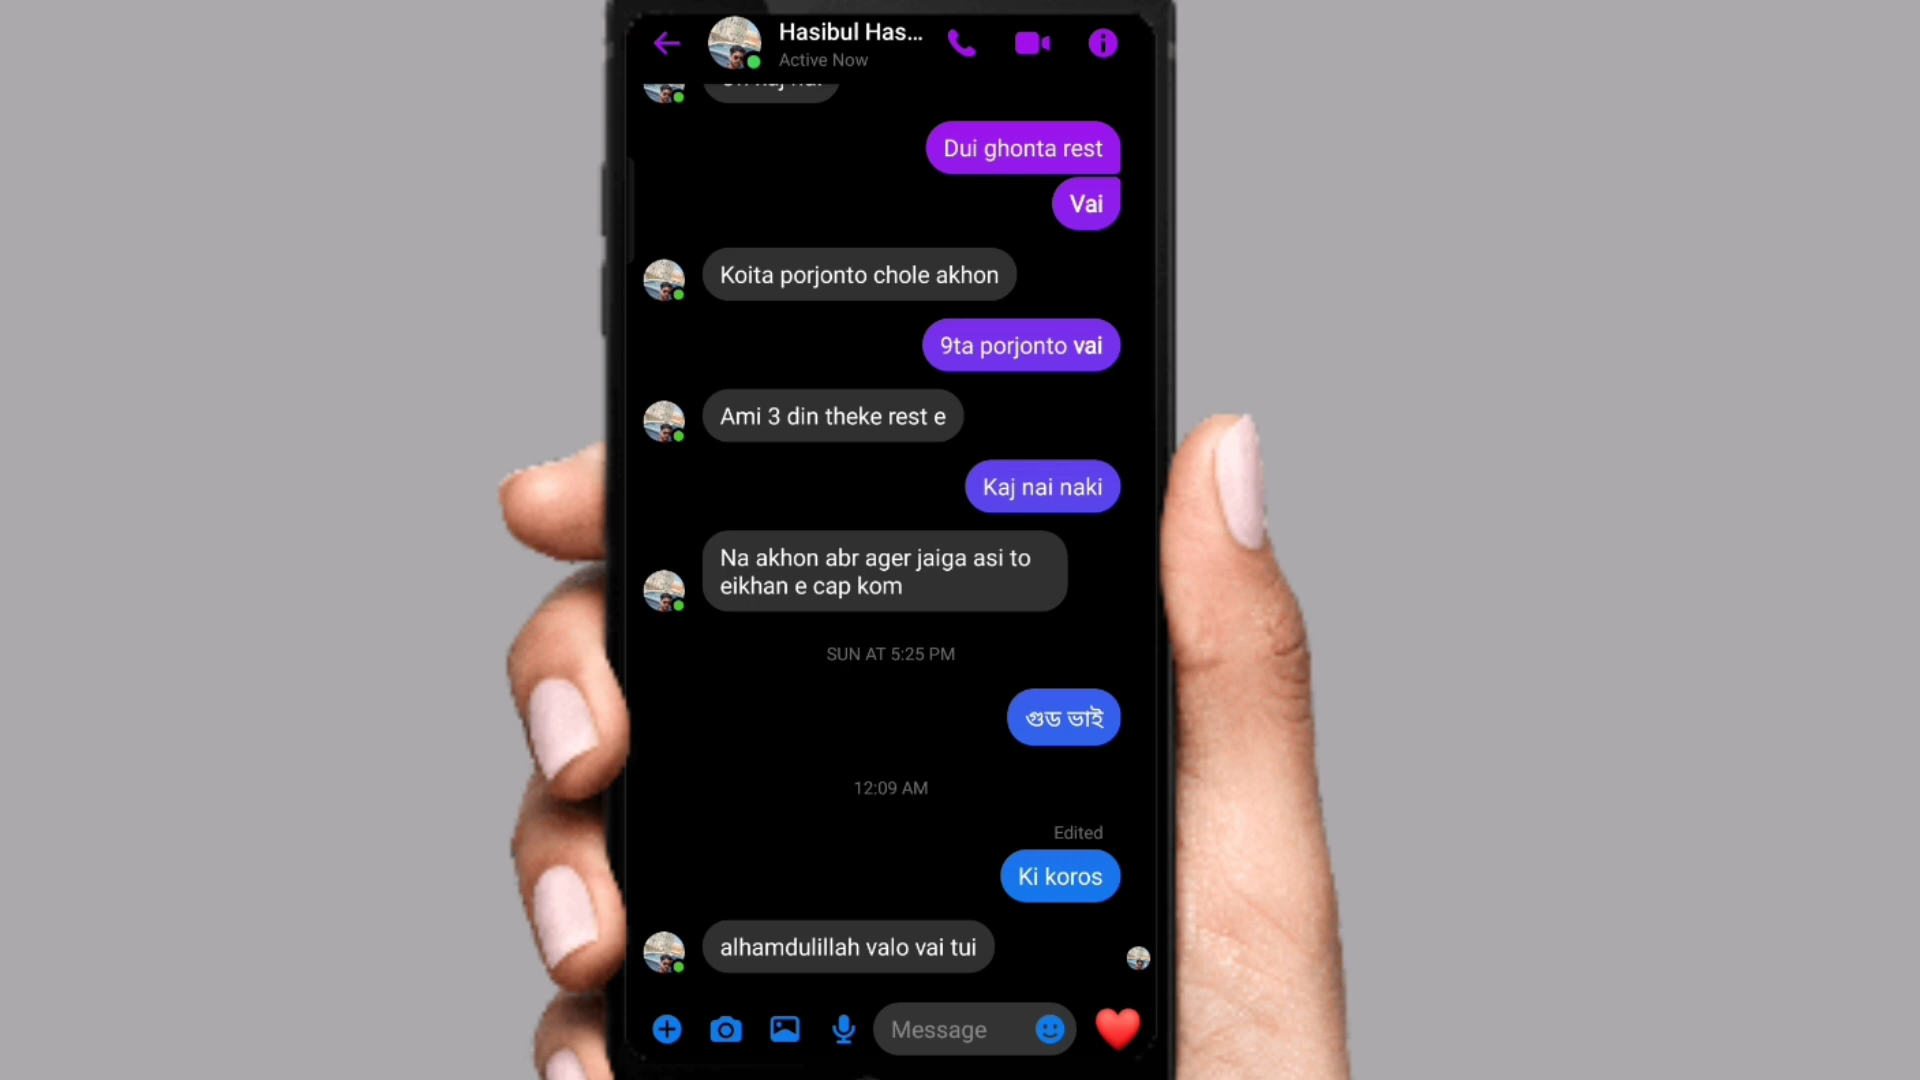 Hasibul Has...
Active Now
Dui ghonta rest
Vai
Koita porjonto chole akhon
9ta porjonto vai
Ami 3 din theke rest e
Kaj nai naki
Na akhon abr ager jaiga asi to
eikhan e cap kom
SUN AT 5:25 PM
গুড ভাই
12:09 AM
Edited
Ki koros
alhamdulillah valo vai tui
Message